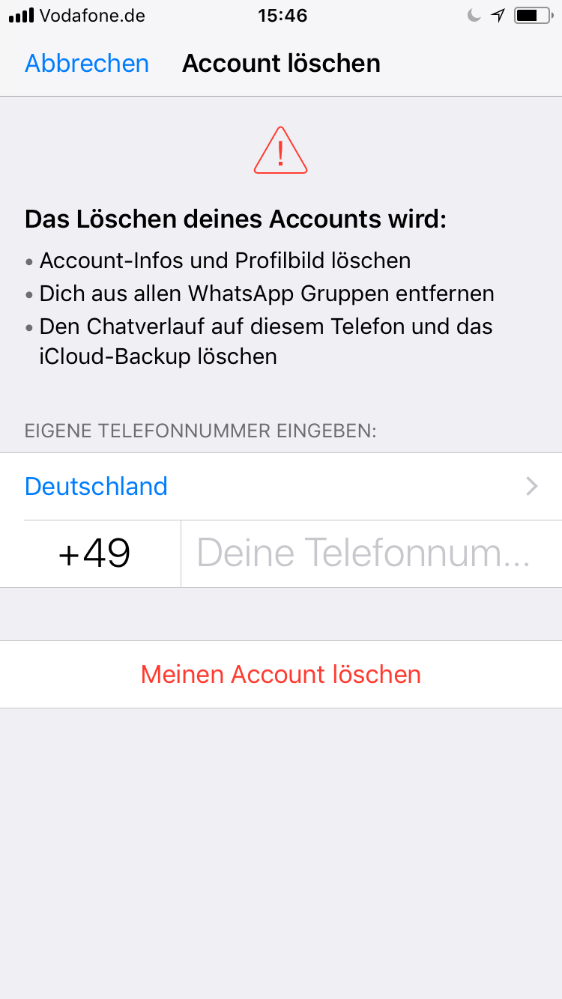 Vodafone.de 15:46
Abbrechen Account löschen
Das Löschen deines Accounts wird:
• Account-Infos und Profilbild löschen
• Dich aus allen WhatsApp Gruppen entfernen
• Den Chatverlauf auf diesem Telefon und das
iCloud-Backup löschen
EIGENE TELEFONNUMMER EINGEBEN:
Deutschland
+49 Deine Telefonnum...
Meinen Account löschen